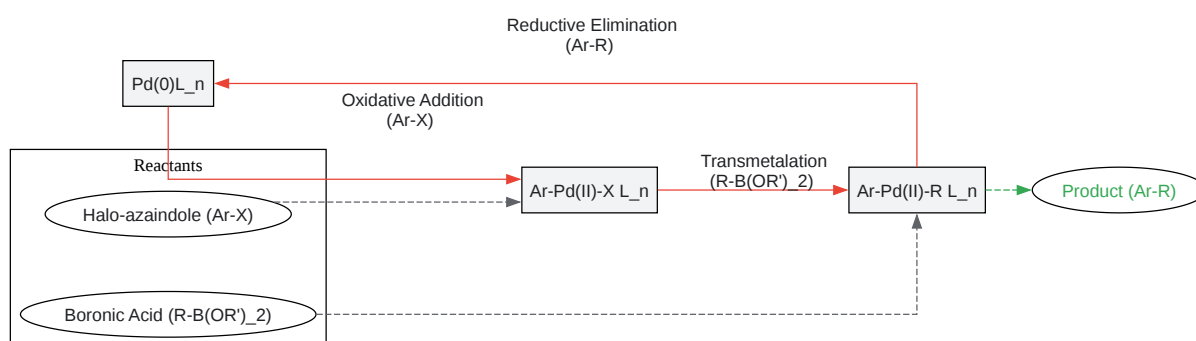 Reductive Elimination
(Ar-R)
Pd(0)L_n
Oxidative Addition
(Ar-X)
Reactants
Transmetalation
(R-B(OR')_2)
Halo-azaindole (Ar-X)
Ar-Pd(II)-X L_n
Ar-Pd(II)-R L_n
Product (Ar-R)
Boronic Acid (R-B(OR')_2)